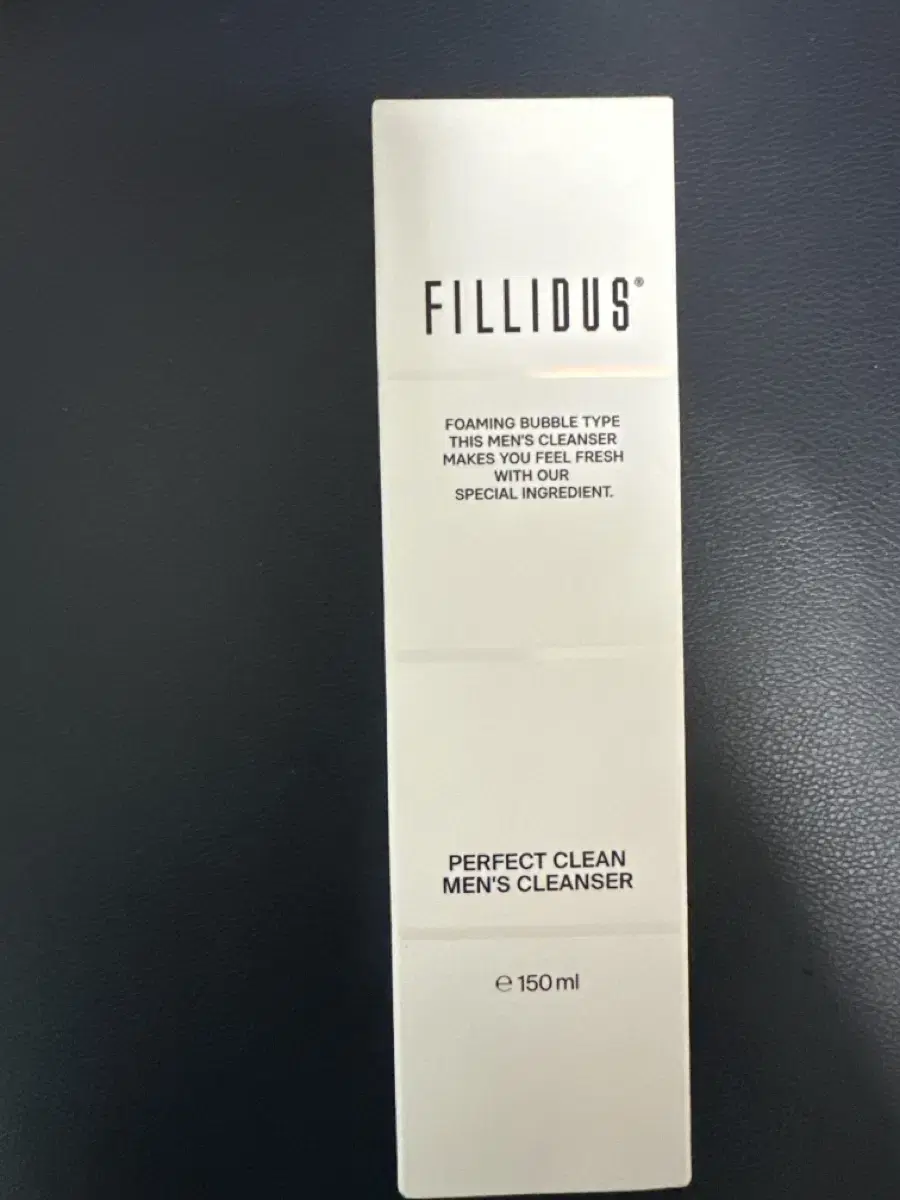 FILLIDUS®
FOAMING BUBBLE TYPE
THIS MEN'S CLEANSER
MAKES YOU FEEL FRESH
WITH OUR
SPECIAL INGREDIENT.
PERFECT CLEAN
MEN'S CLEANSER
℮ 150 ml